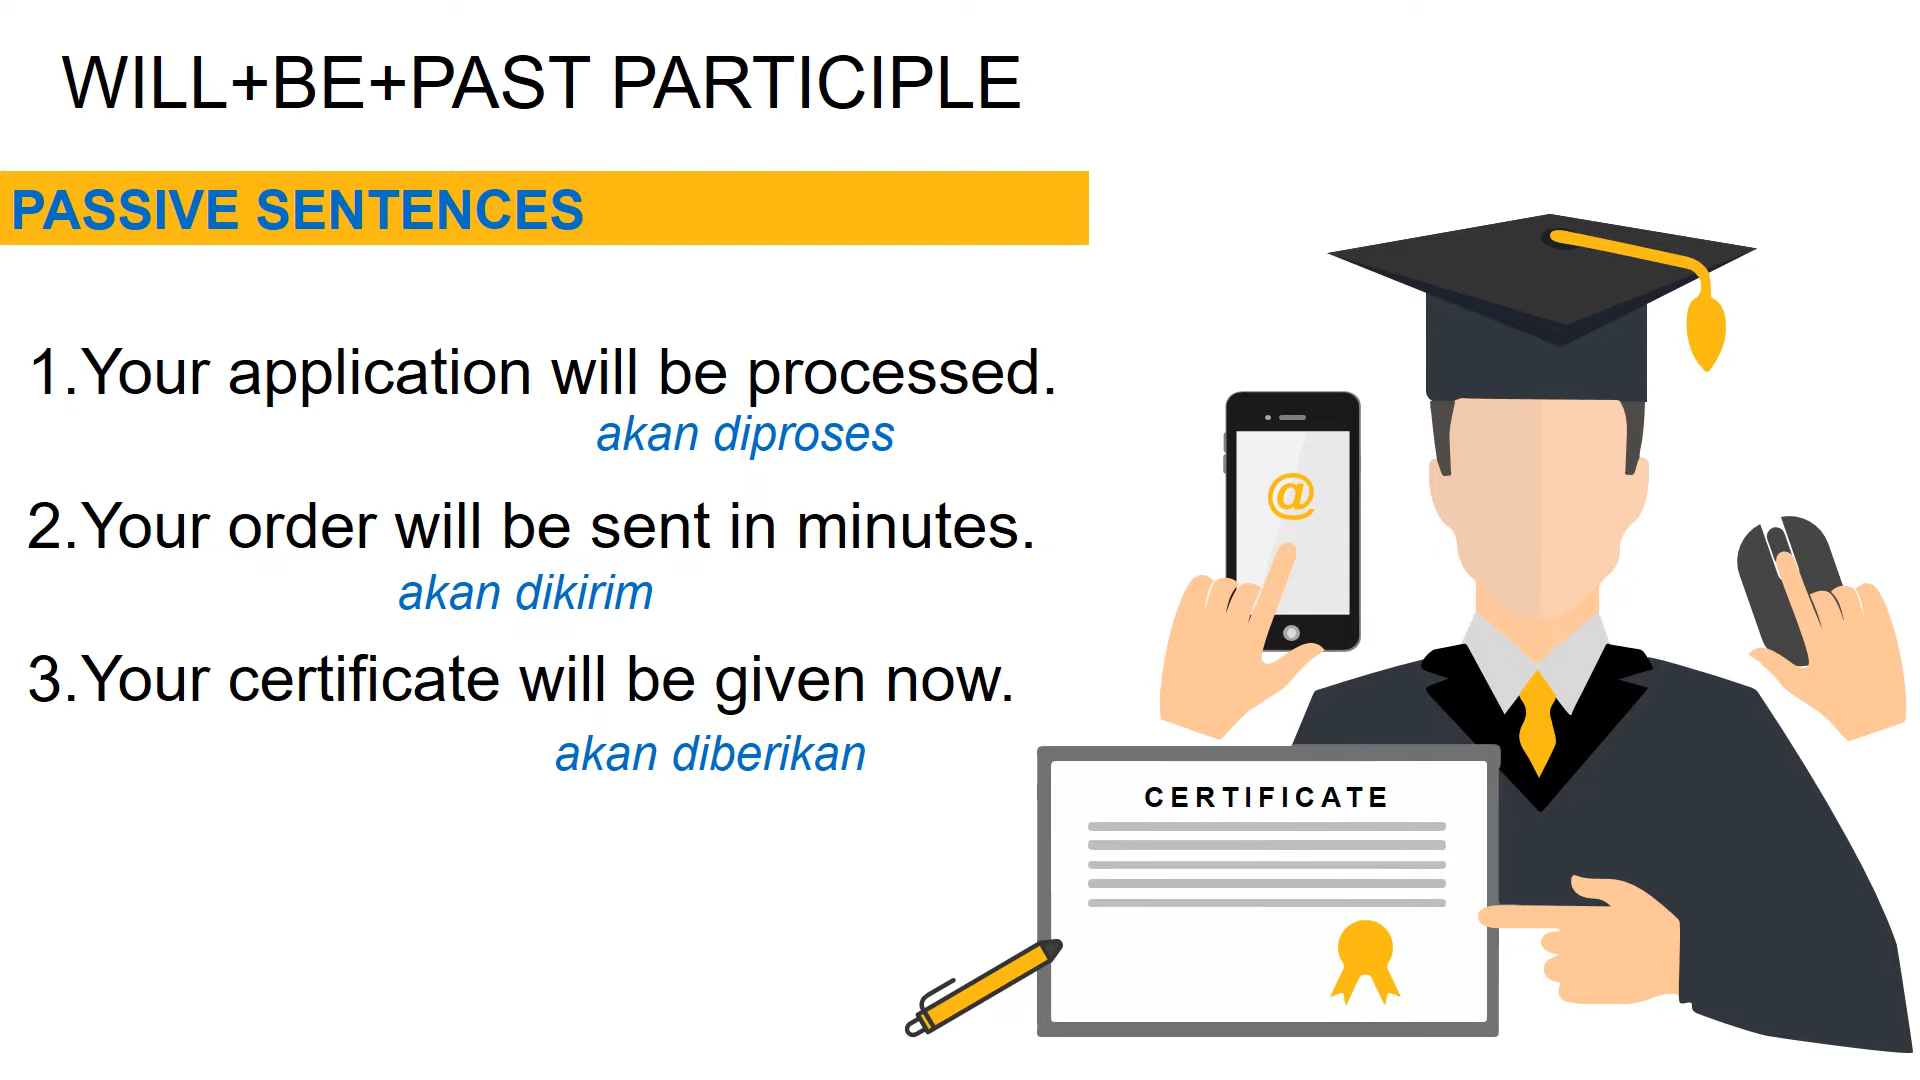 WILL+BE+PAST PARTICIPLE
PASSIVE SENTENCES
1.Your application will be processed.
akan diproses
2.Your order will be sent in minutes.
akan dikirim
3.Your certificate will be given now.
akan diberikan
@
CERTIFICATE